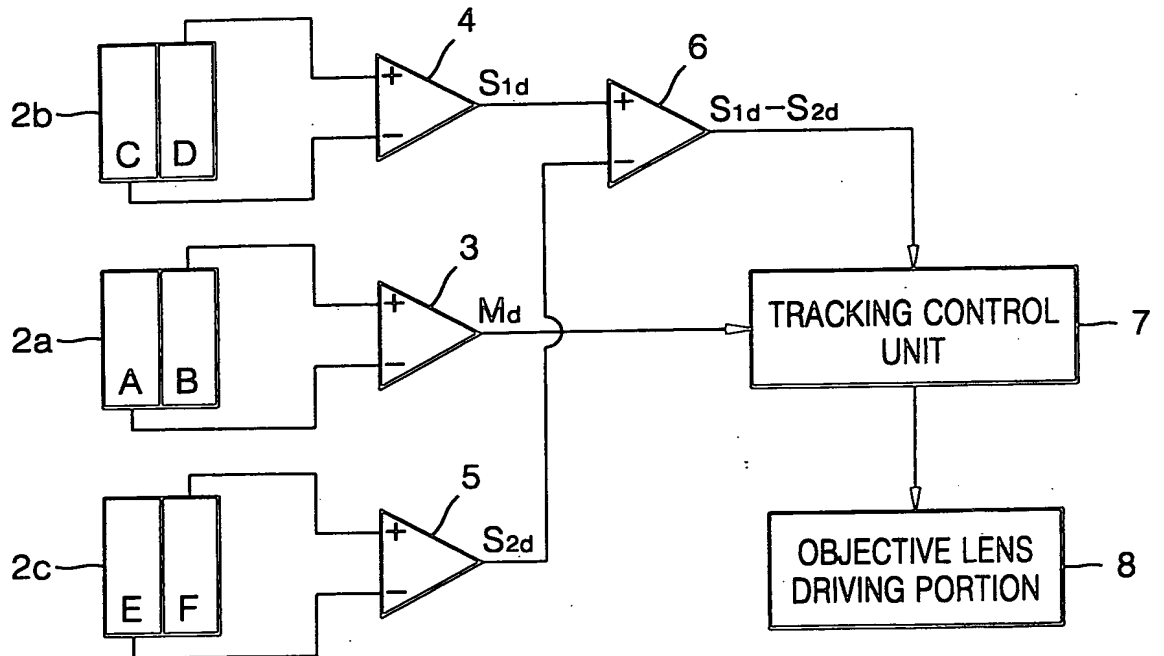 4
6
2b
C D
+
−
S1d
+
−
S1d−S2d
3
2a
A B
+
−
Md
TRACKING CONTROL
UNIT
7
5
2c
E F
+
−
S2d
OBJECTIVE LENS
DRIVING PORTION
8